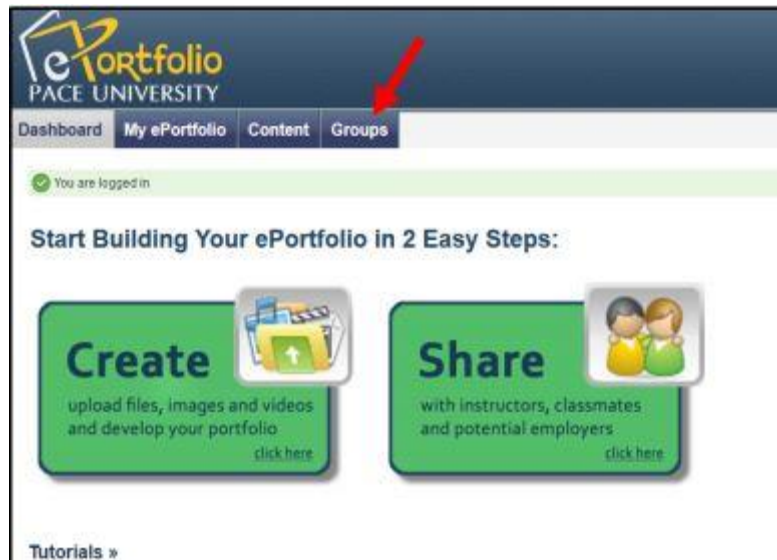 ePortfolio
PACE UNIVERSITY
Dashboard My ePortfolio Content Groups
You are logged in
Start Building Your ePortfolio in 2 Easy Steps:
Create
upload files, images and videos
and develop your portfolio
click here
Share
with instructors, classmates
and potential employers
click here
Tutorials »